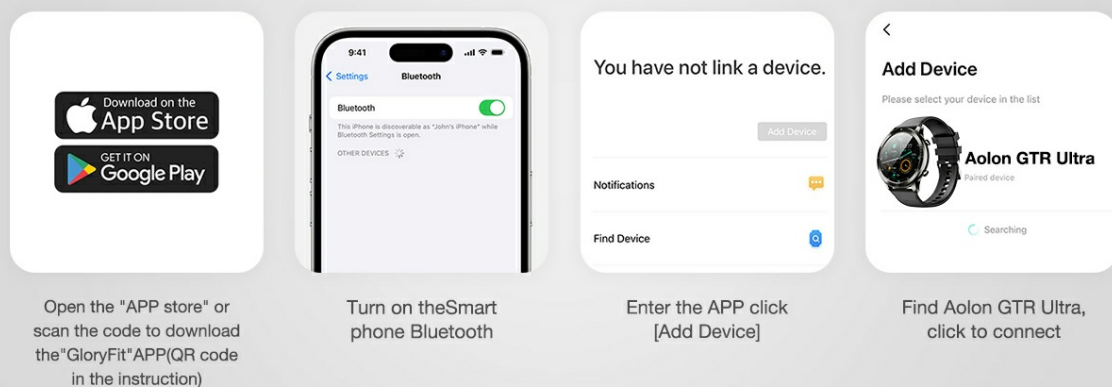 Download on the
App Store
GET IT ON
Google Play
Open the "APP store" or
scan the code to download
the"GloryFit"APP(QR code
in the instruction)
9:41
Settings
Bluetooth
Bluetooth
This iPhone is discoverable as "John's iPhone" while
Bluetooth Settings is open.
OTHER DEVICES
Turn on theSmart
phone Bluetooth
You have not link a device.
Add Device
Notifications
Find Device
Enter the APP click
[Add Device]
Add Device
Please select your device in the list
Aolon GTR Ultra
Paired device
Searching
Find Aolon GTR Ultra,
click to connect